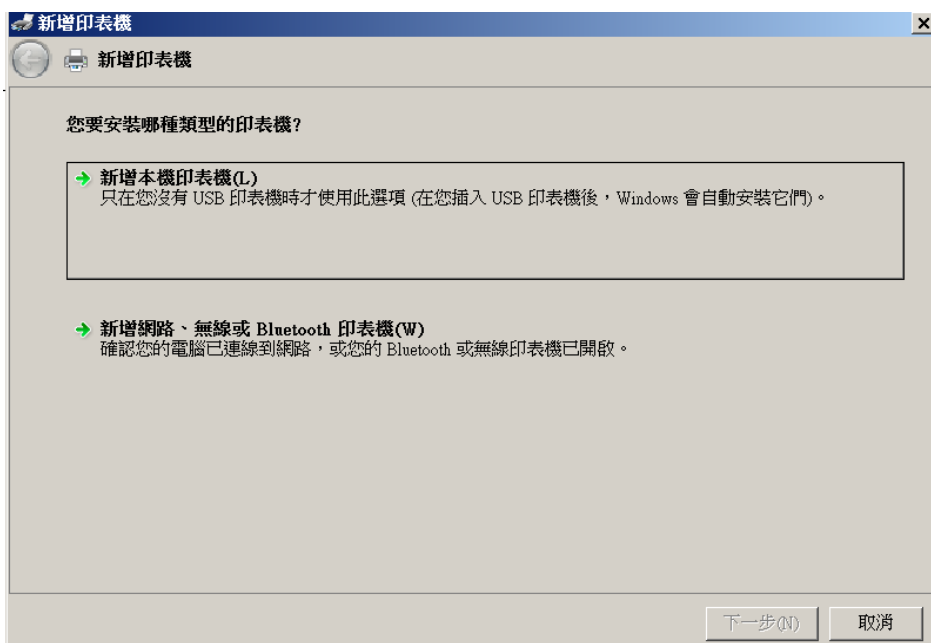 新增印表機
新增印表機
您要安裝哪種類型的印表機?
新增本機印表機(L)
只在您沒有 USB 印表機時才使用此選項 (在您插入 USB 印表機後，Windows 會自動安裝它們)。
新增網路、無線或 Bluetooth 印表機(W)
確認您的電腦已連線到網路，或您的 Bluetooth 或無線印表機已開啟。
下一步(N)
取消